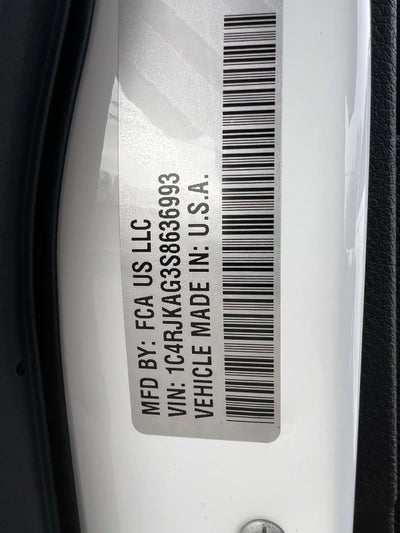 MFD BY: FCA US LLC
VIN: 1C4RJKAG3S8636993
VEHICLE MADE IN: U.S.A.